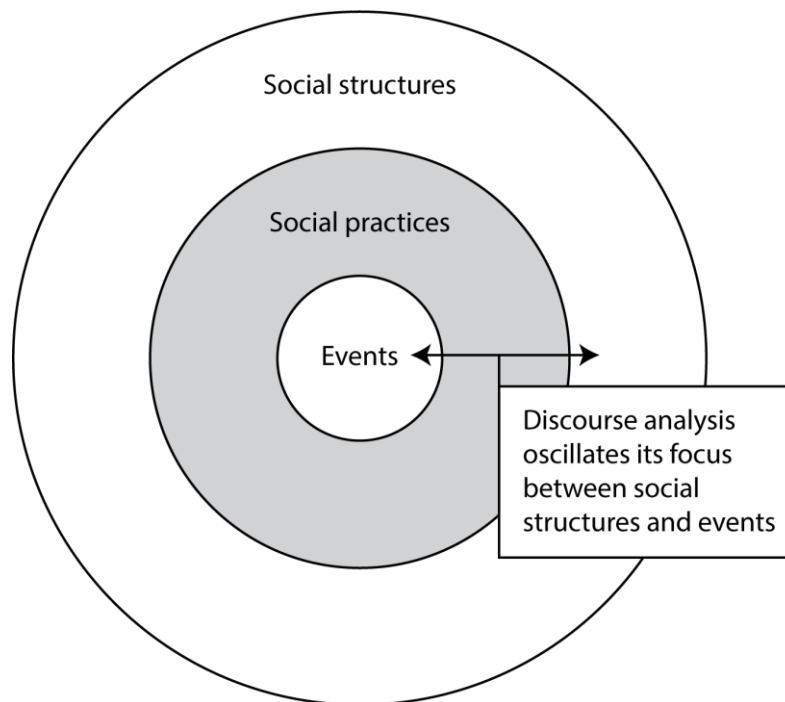 Social structures
Social practices
Events
Discourse analysis
oscillates its focus
between social
structures and events